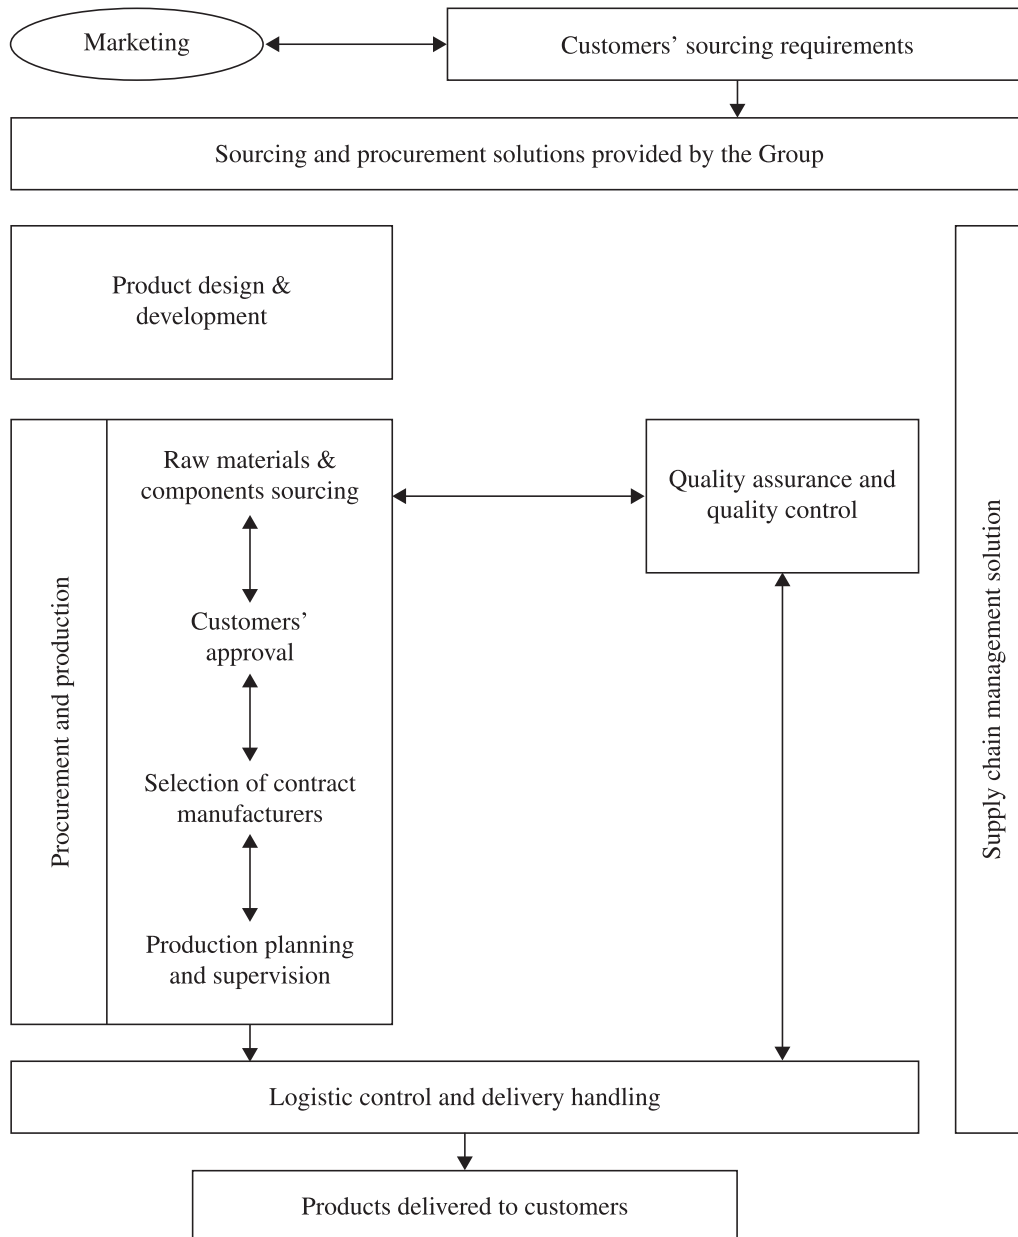 Marketing
Customers’ sourcing requirements
Sourcing and procurement solutions provided by the Group
Product design &
development
Procurement and production
Raw materials &
components sourcing
Customers’
approval
Selection of contract
manufacturers
Production planning
and supervision
Quality assurance and
quality control
Supply chain management solution
Logistic control and delivery handling
Products delivered to customers